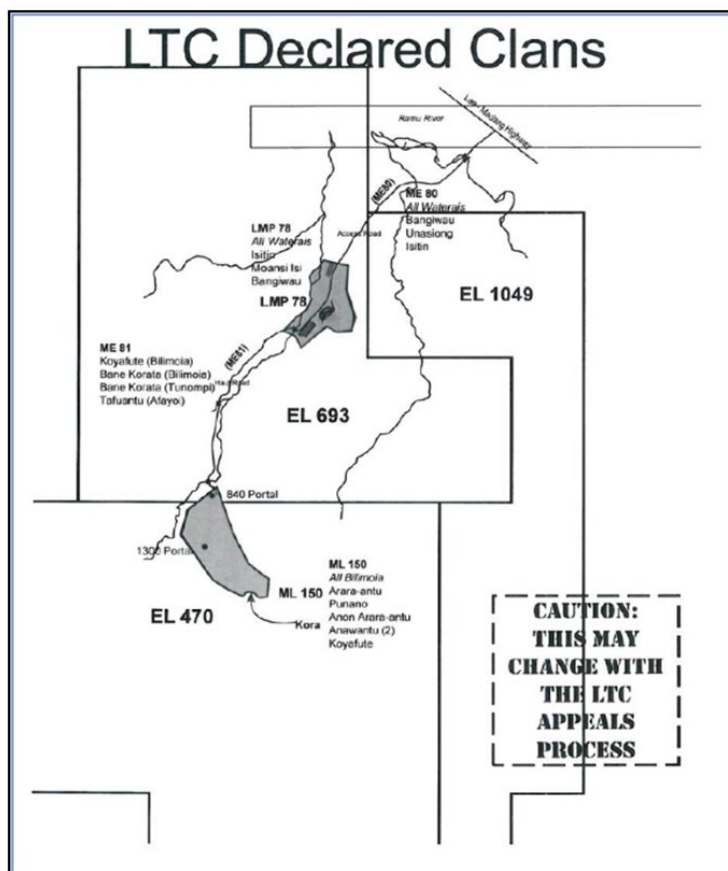 LTC Declared Clans
Ramu River
Lae- Madang Highway
(ME80)
ME 80
All Waterais
Bangiwau
Unasiong
Isitin
Access Road
LMP 78
All Waterais
Isitin
Moansi Isi
Bangiwau
LMP 78
EL 1049
ME 81
Koyafute (Bilimoia)
Bane Korata (Bilimoia)
Bane Korata (Tunompi)
Tafuantu (Afayoi)
(ME81)
Haul Road
EL 693
840 Portal
1300 Portal
ML 150
ML 150
All Bilimoia
Arara-antu
Punano
Anon Arara-antu
Anawantu (2)
Koyafute
Kora
EL 470
CAUTION:
THIS MAY
CHANGE WITH
THE LTC
APPEALS
PROCESS